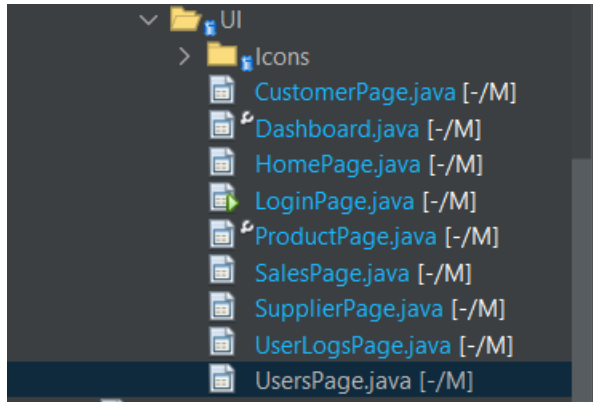 UI
Icons
CustomerPage.java [-/M]
Dashboard.java [-/M]
HomePage.java [-/M]
LoginPage.java [-/M]
ProductPage.java [-/M]
SalesPage.java [-/M]
SupplierPage.java [-/M]
UserLogsPage.java [-/M]
UsersPage.java [-/M]